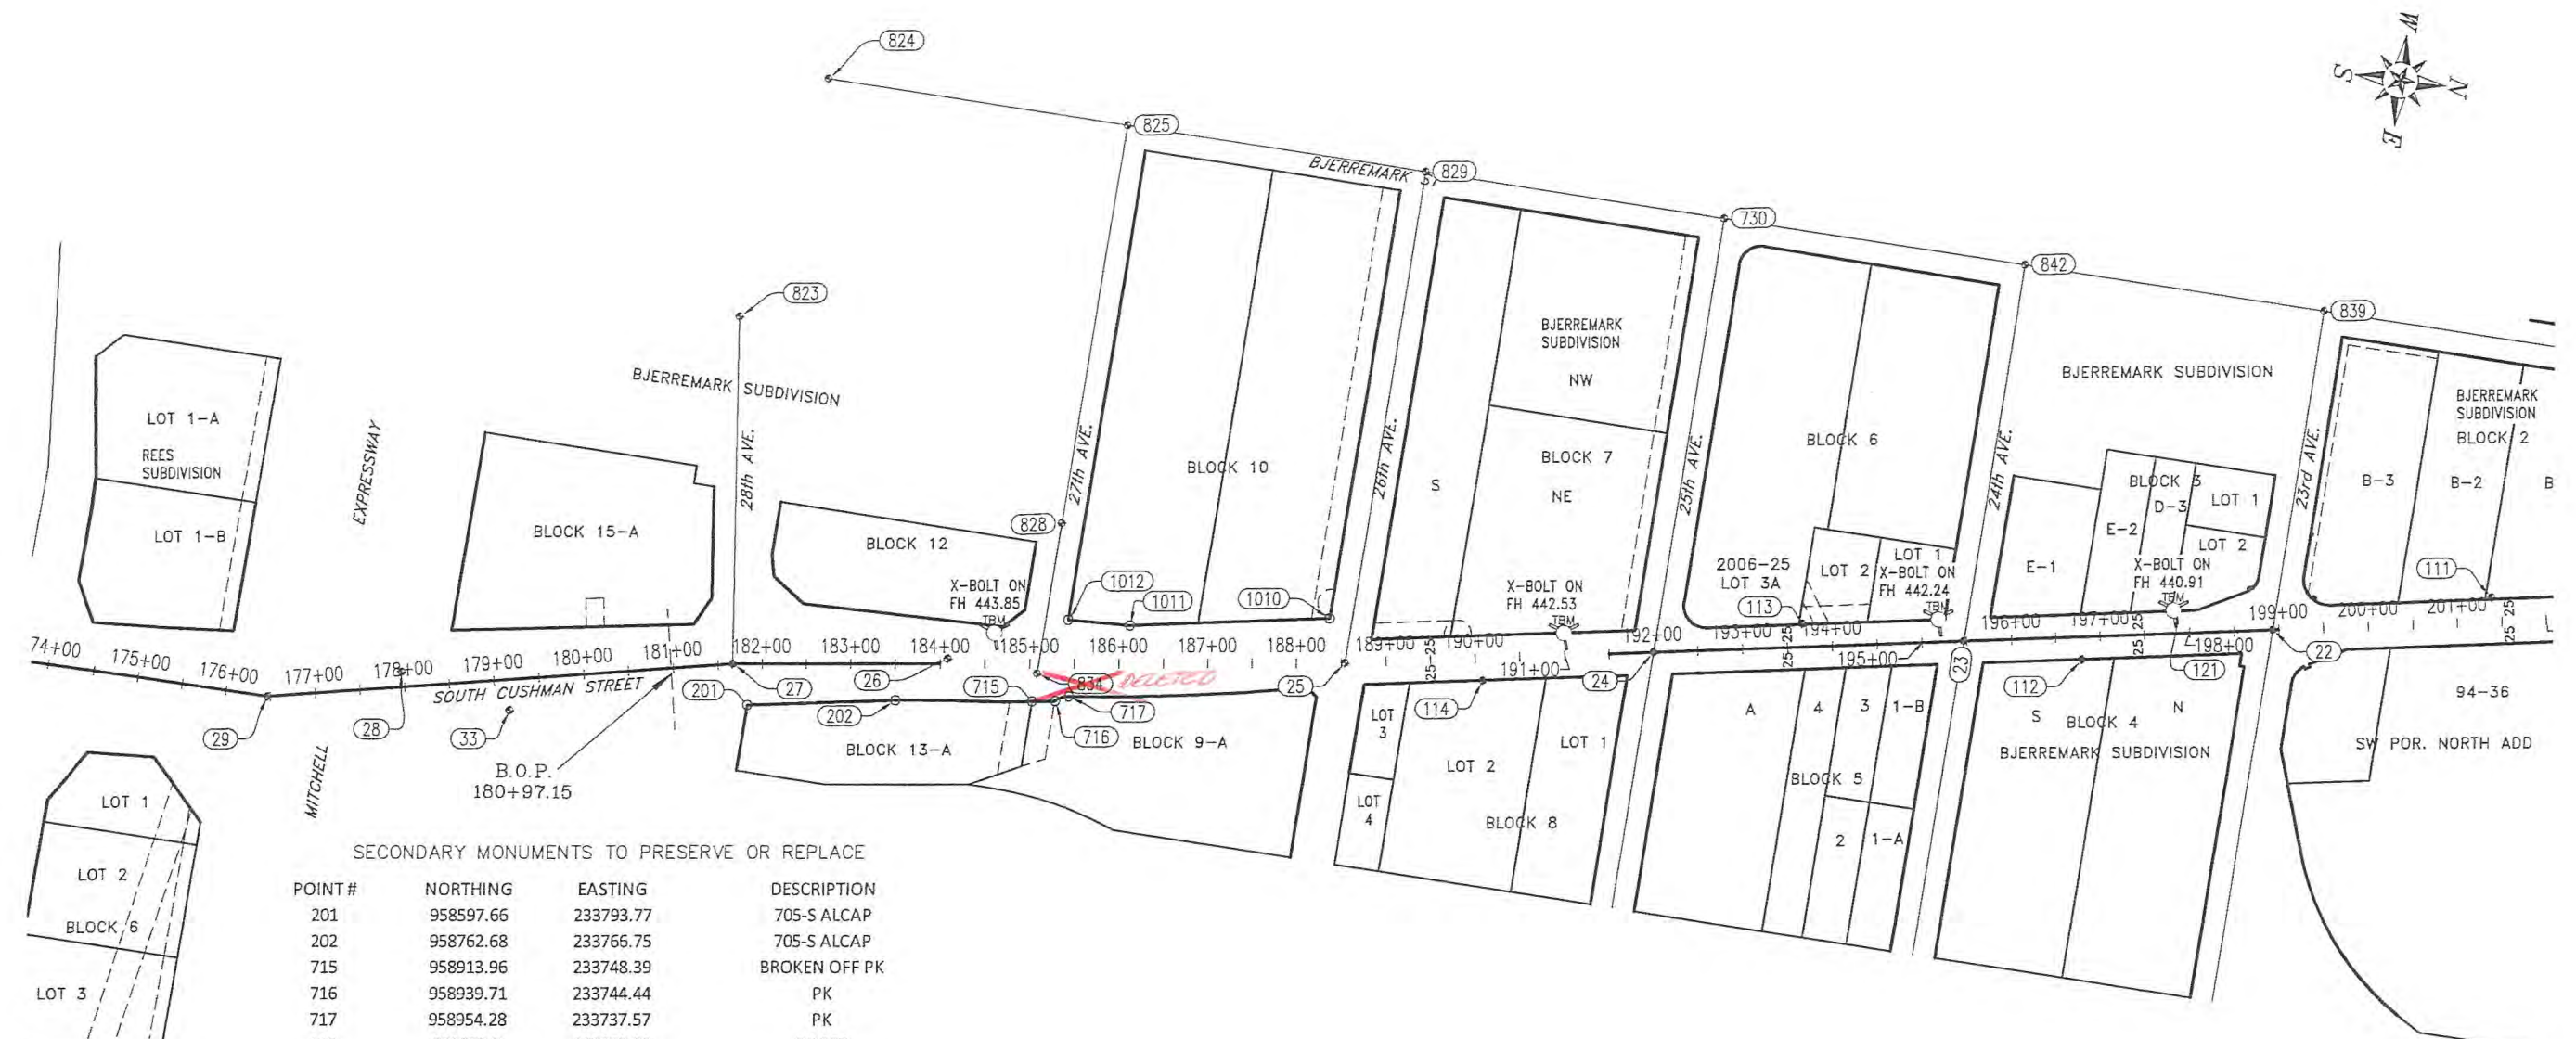 824
W
S
N
E
825
BJERREMARK ST
829
730
842
839
823
BJERREMARK SUBDIVISION
LOT 1-A
REES
SUBDIVISION
LOT 1-B
EXPRESSWAY
BLOCK 15-A
28th AVE.
BLOCK 12
828
27th AVE.
BLOCK 10
26th AVE.
S
BJERREMARK
SUBDIVISION
NW
BLOCK 7
NE
25th AVE.
BLOCK 6
24th AVE.
BJERREMARK SUBDIVISION
BLOCK 3
E-1
E-2
D-3
LOT 1
LOT 2
23rd AVE.
B-3
BJERREMARK
SUBDIVISION
BLOCK 2
B-2
B
X-BOLT ON
FH 443.85
TBM
1012
1011
1010
X-BOLT ON
FH 442.53
TBM
2006-25
LOT 3A
113
LOT 2
LOT 1
X-BOLT ON
FH 442.24
TBM
X-BOLT ON
FH 440.91
TBM
111
74+00
175+00
176+00
177+00
178+00
179+00
180+00
181+00
182+00
183+00
184+00
185+00
186+00
187+00
188+00
189+00
190+00
191+00
192+00
193+00
194+00
195+00
196+00
197+00
198+00
199+00
200+00
201+00
25-25
25-25
25-25
25 25
L
SOUTH CUSHMAN STREET
29
28
33
201
27
202
26
715
834
DELETED
717
716
25
114
24
23
112
121
22
MITCHELL
B.O.P.
180+97.15
BLOCK 13-A
BLOCK 9-A
LOT
3
LOT
4
LOT 2
LOT 1
BLOCK 8
A
4
3
1-B
BLOCK 5
2
1-A
S
BLOCK 4
N
BJERREMARK SUBDIVISION
94-36
SW POR. NORTH ADD
LOT 1
LOT 2
BLOCK 6
LOT 3
SECONDARY MONUMENTS TO PRESERVE OR REPLACE
POINT # NORTHING EASTING DESCRIPTION
201 958597.66 233793.77 705-S ALCAP
202 958762.68 233766.75 705-S ALCAP
715 958913.96 233748.39 BROKEN OFF PK
716 958939.71 233744.44 PK
717 958954.28 233737.57 PK